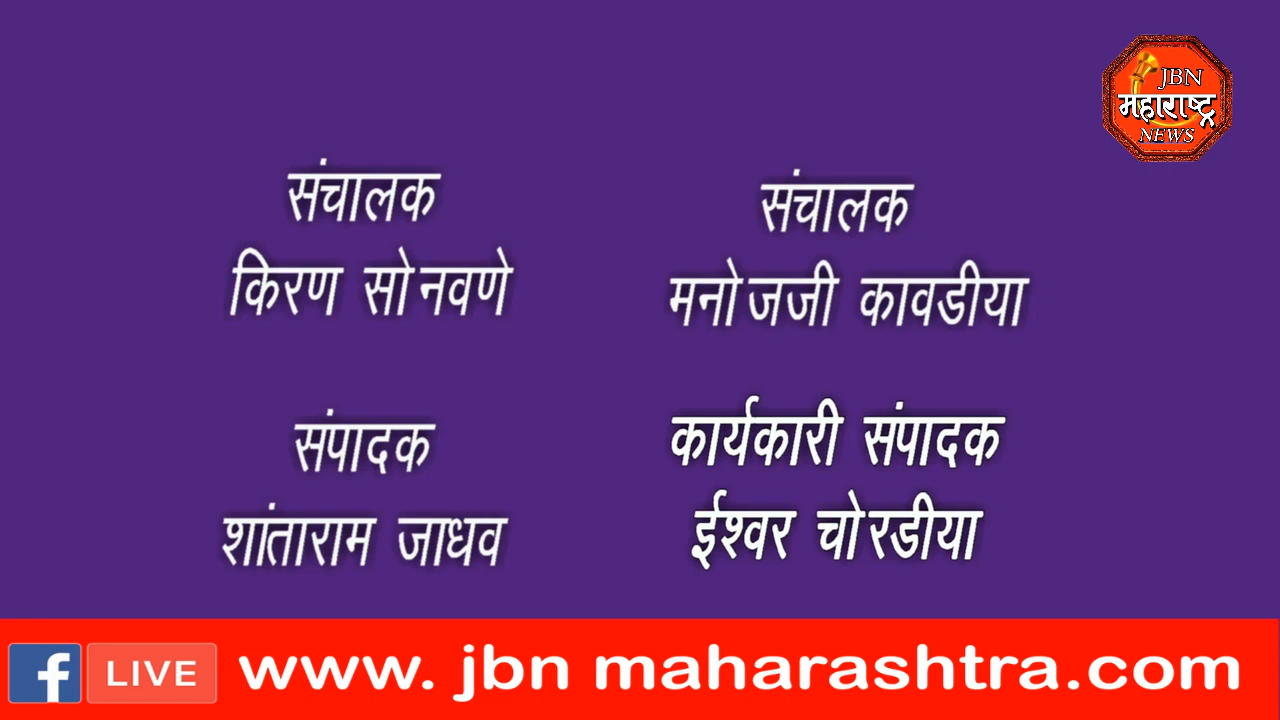 JBN
महाराष्ट्र
NEWS
संचालक
किरण सोनवणे
संचालक
मनोजजी कावडीया
संपादक
शांताराम जाधव
कार्यकारी संपादक
ईश्वर चोरडीया
f LIVE www. jbn maharashtra.com